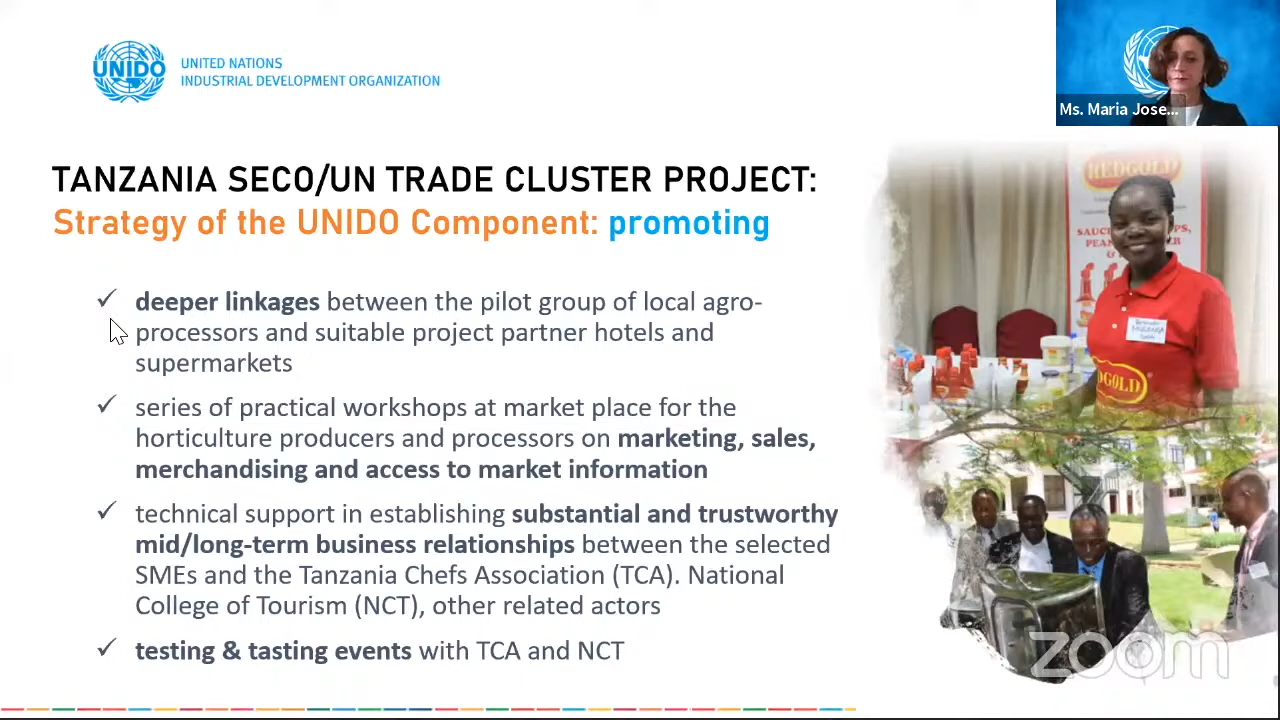 UNIDO
UNITED NATIONS
INDUSTRIAL DEVELOPMENT ORGANIZATION
Ms. Maria Jose...
TANZANIA SECO/UN TRADE CLUSTER PROJECT:
Strategy of the UNIDO Component: promoting
✓ deeper linkages between the pilot group of local agro-
processors and suitable project partner hotels and
supermarkets
✓ series of practical workshops at market place for the
horticulture producers and processors on marketing, sales,
merchandising and access to market information
✓ technical support in establishing substantial and trustworthy
mid/long-term business relationships between the selected
SMEs and the Tanzania Chefs Association (TCA). National
College of Tourism (NCT), other related actors
✓ testing & tasting events with TCA and NCT
REDGOLD
zoom